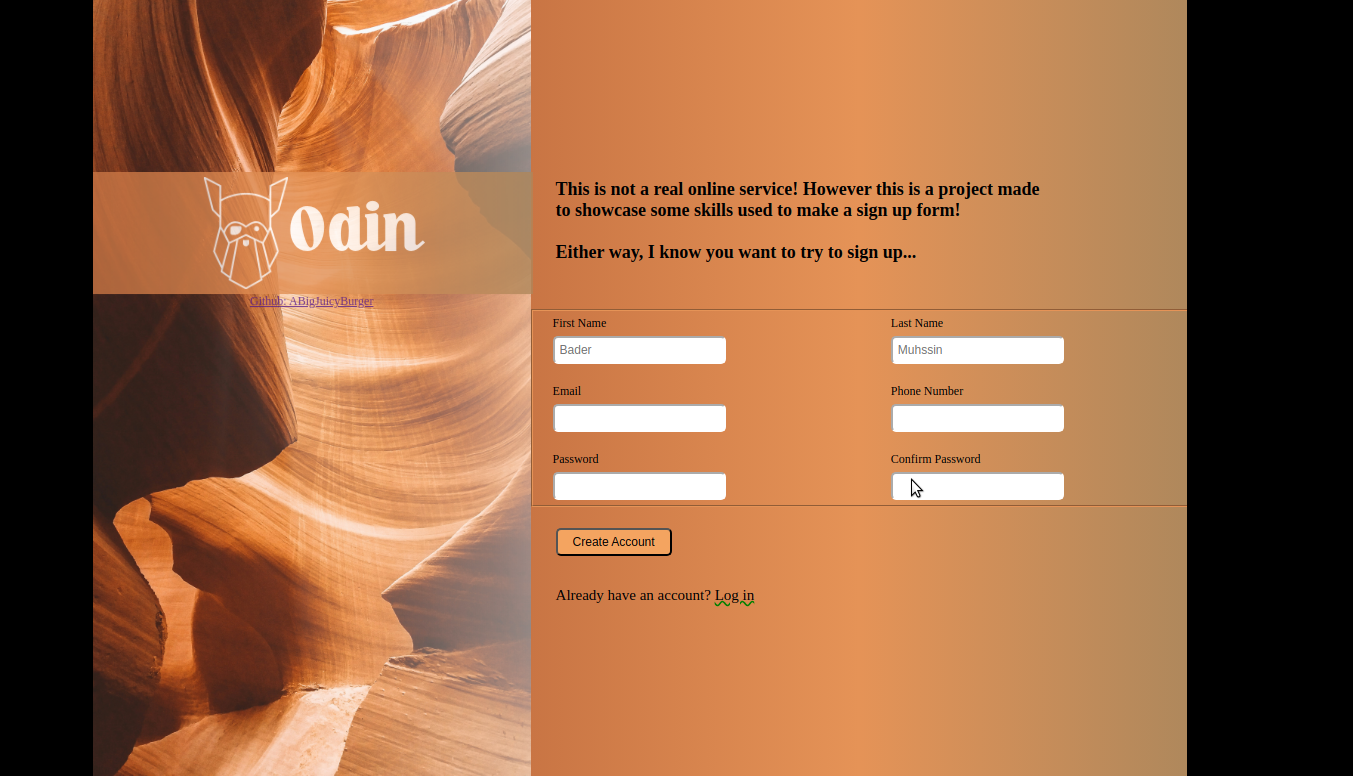 Odin
Github: ABigJuicyBurger
This is not a real online service! However this is a project made
to showcase some skills used to make a sign up form!
Either way, I know you want to try to sign up...
First Name
Last Name
Bader
Muhssin
Email
Phone Number
Password
Confirm Password
Create Account
Already have an account? Log in